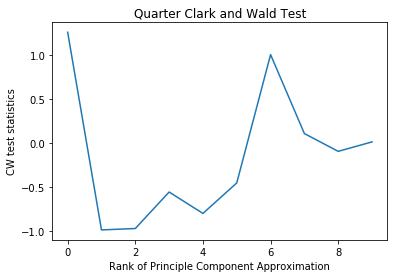 Quarter Clark and Wald Test
CW test statistics
1.0
0.5
0.0
−0.5
−1.0
0 2 4 6 8
Rank of Principle Component Approximation